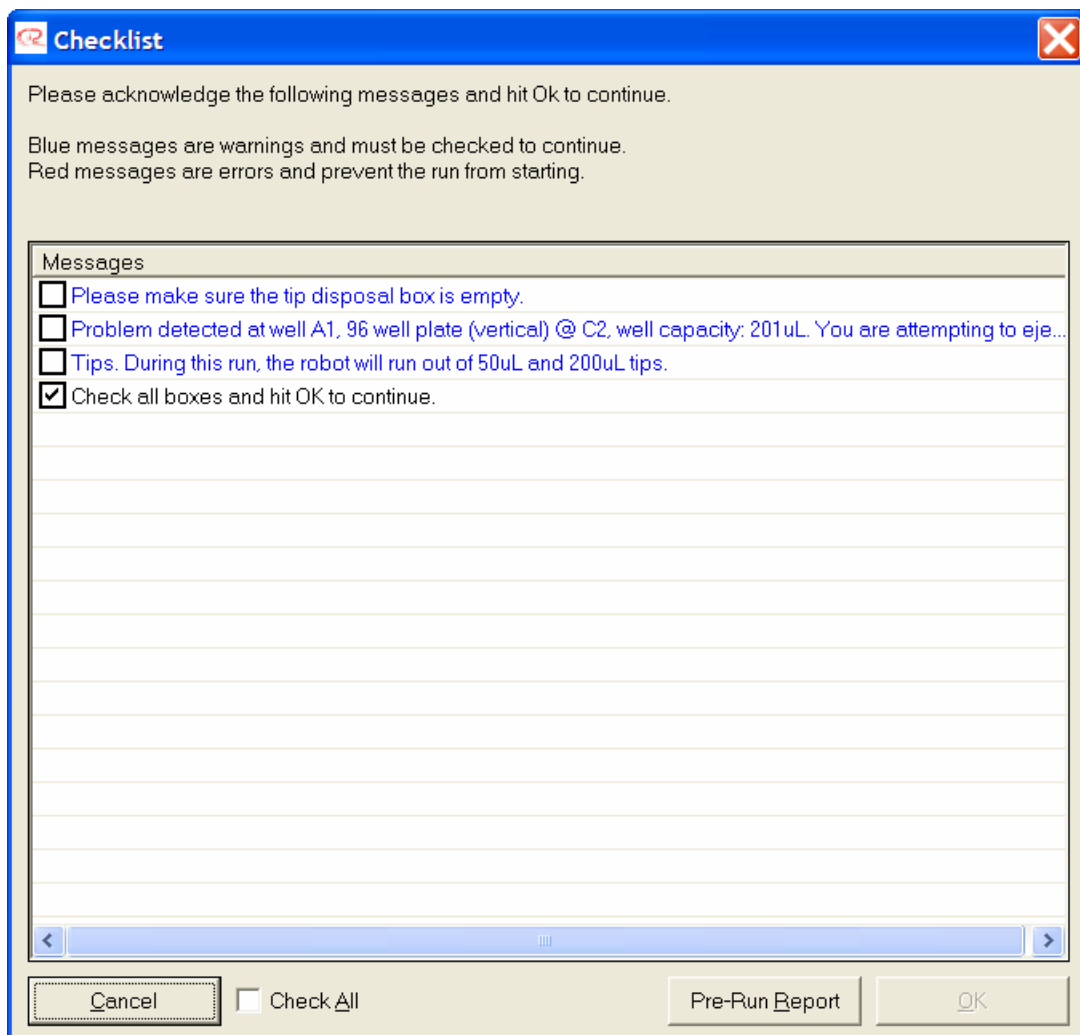 Checklist
Please acknowledge the following messages and hit Ok to continue.
Blue messages are warnings and must be checked to continue.
Red messages are errors and prevent the run from starting.
Messages
Please make sure the tip disposal box is empty.
Problem detected at well A1, 96 well plate (vertical) @ C2, well capacity: 201uL. You are attempting to eje...
Tips. During this run, the robot will run out of 50uL and 200uL tips.
Check all boxes and hit OK to continue.
Cancel Check All Pre-Run Report OK